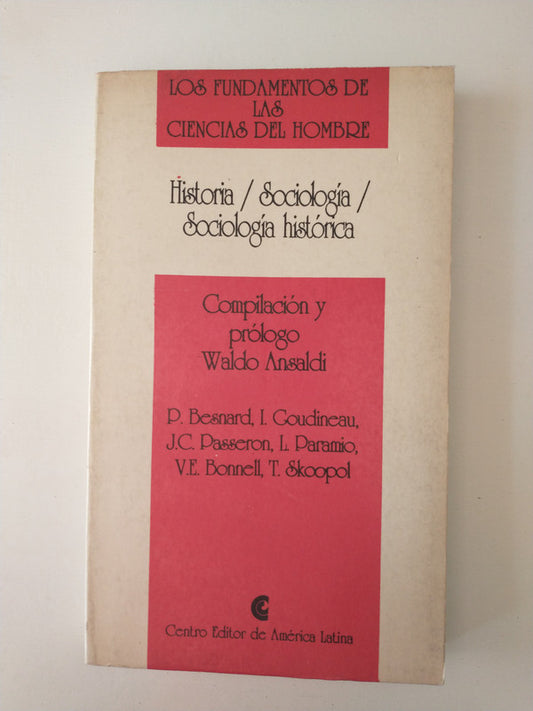 LOS FUNDAMENTOS DE
LAS
CIENCIAS DEL HOMBRE
Historia / Sociología /
Sociología histórica
Compilación y
prólogo
Waldo Ansaldi
P. Besnard, I. Goudineau,
J.C. Passeron, L. Paramio,
V.E. Bonnell, T. Skoopol
Centro Editor de América Latina